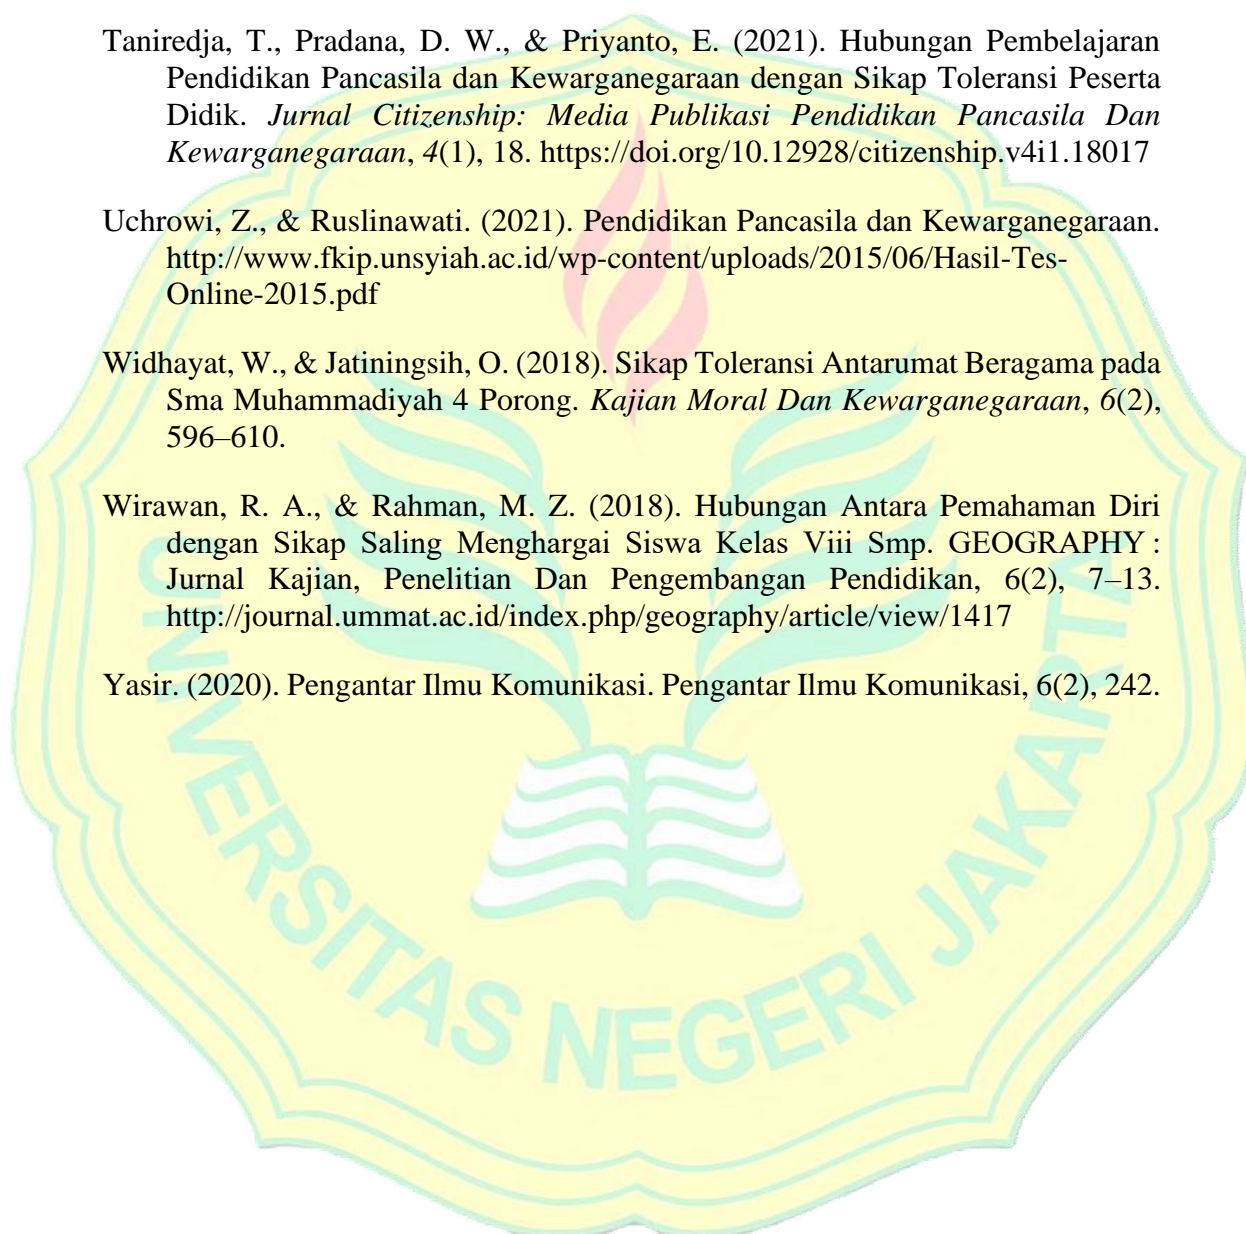 Taniredja, T., Pradana, D. W., & Priyanto, E. (2021). Hubungan Pembelajaran
Pendidikan Pancasila dan Kewarganegaraan dengan Sikap Toleransi Peserta
Didik. Jurnal Citizenship: Media Publikasi Pendidikan Pancasila Dan
Kewarganegaraan, 4(1), 18. https://doi.org/10.12928/citizenship.v4i1.18017
Uchrowi, Z., & Ruslinawati. (2021). Pendidikan Pancasila dan Kewarganegaraan.
http://www.fkip.unsyiah.ac.id/wp-content/uploads/2015/06/Hasil-Tes-
Online-2015.pdf
Widhayat, W., & Jatiningsih, O. (2018). Sikap Toleransi Antarumat Beragama pada
Sma Muhammadiyah 4 Porong. Kajian Moral Dan Kewarganegaraan, 6(2),
596–610.
Wirawan, R. A., & Rahman, M. Z. (2018). Hubungan Antara Pemahaman Diri
dengan Sikap Saling Menghargai Siswa Kelas Viii Smp. GEOGRAPHY :
Jurnal Kajian, Penelitian Dan Pengembangan Pendidikan, 6(2), 7–13.
http://journal.ummat.ac.id/index.php/geography/article/view/1417
Yasir. (2020). Pengantar Ilmu Komunikasi. Pengantar Ilmu Komunikasi, 6(2), 242.
UNIVERSITAS NEGERI JAKARTA